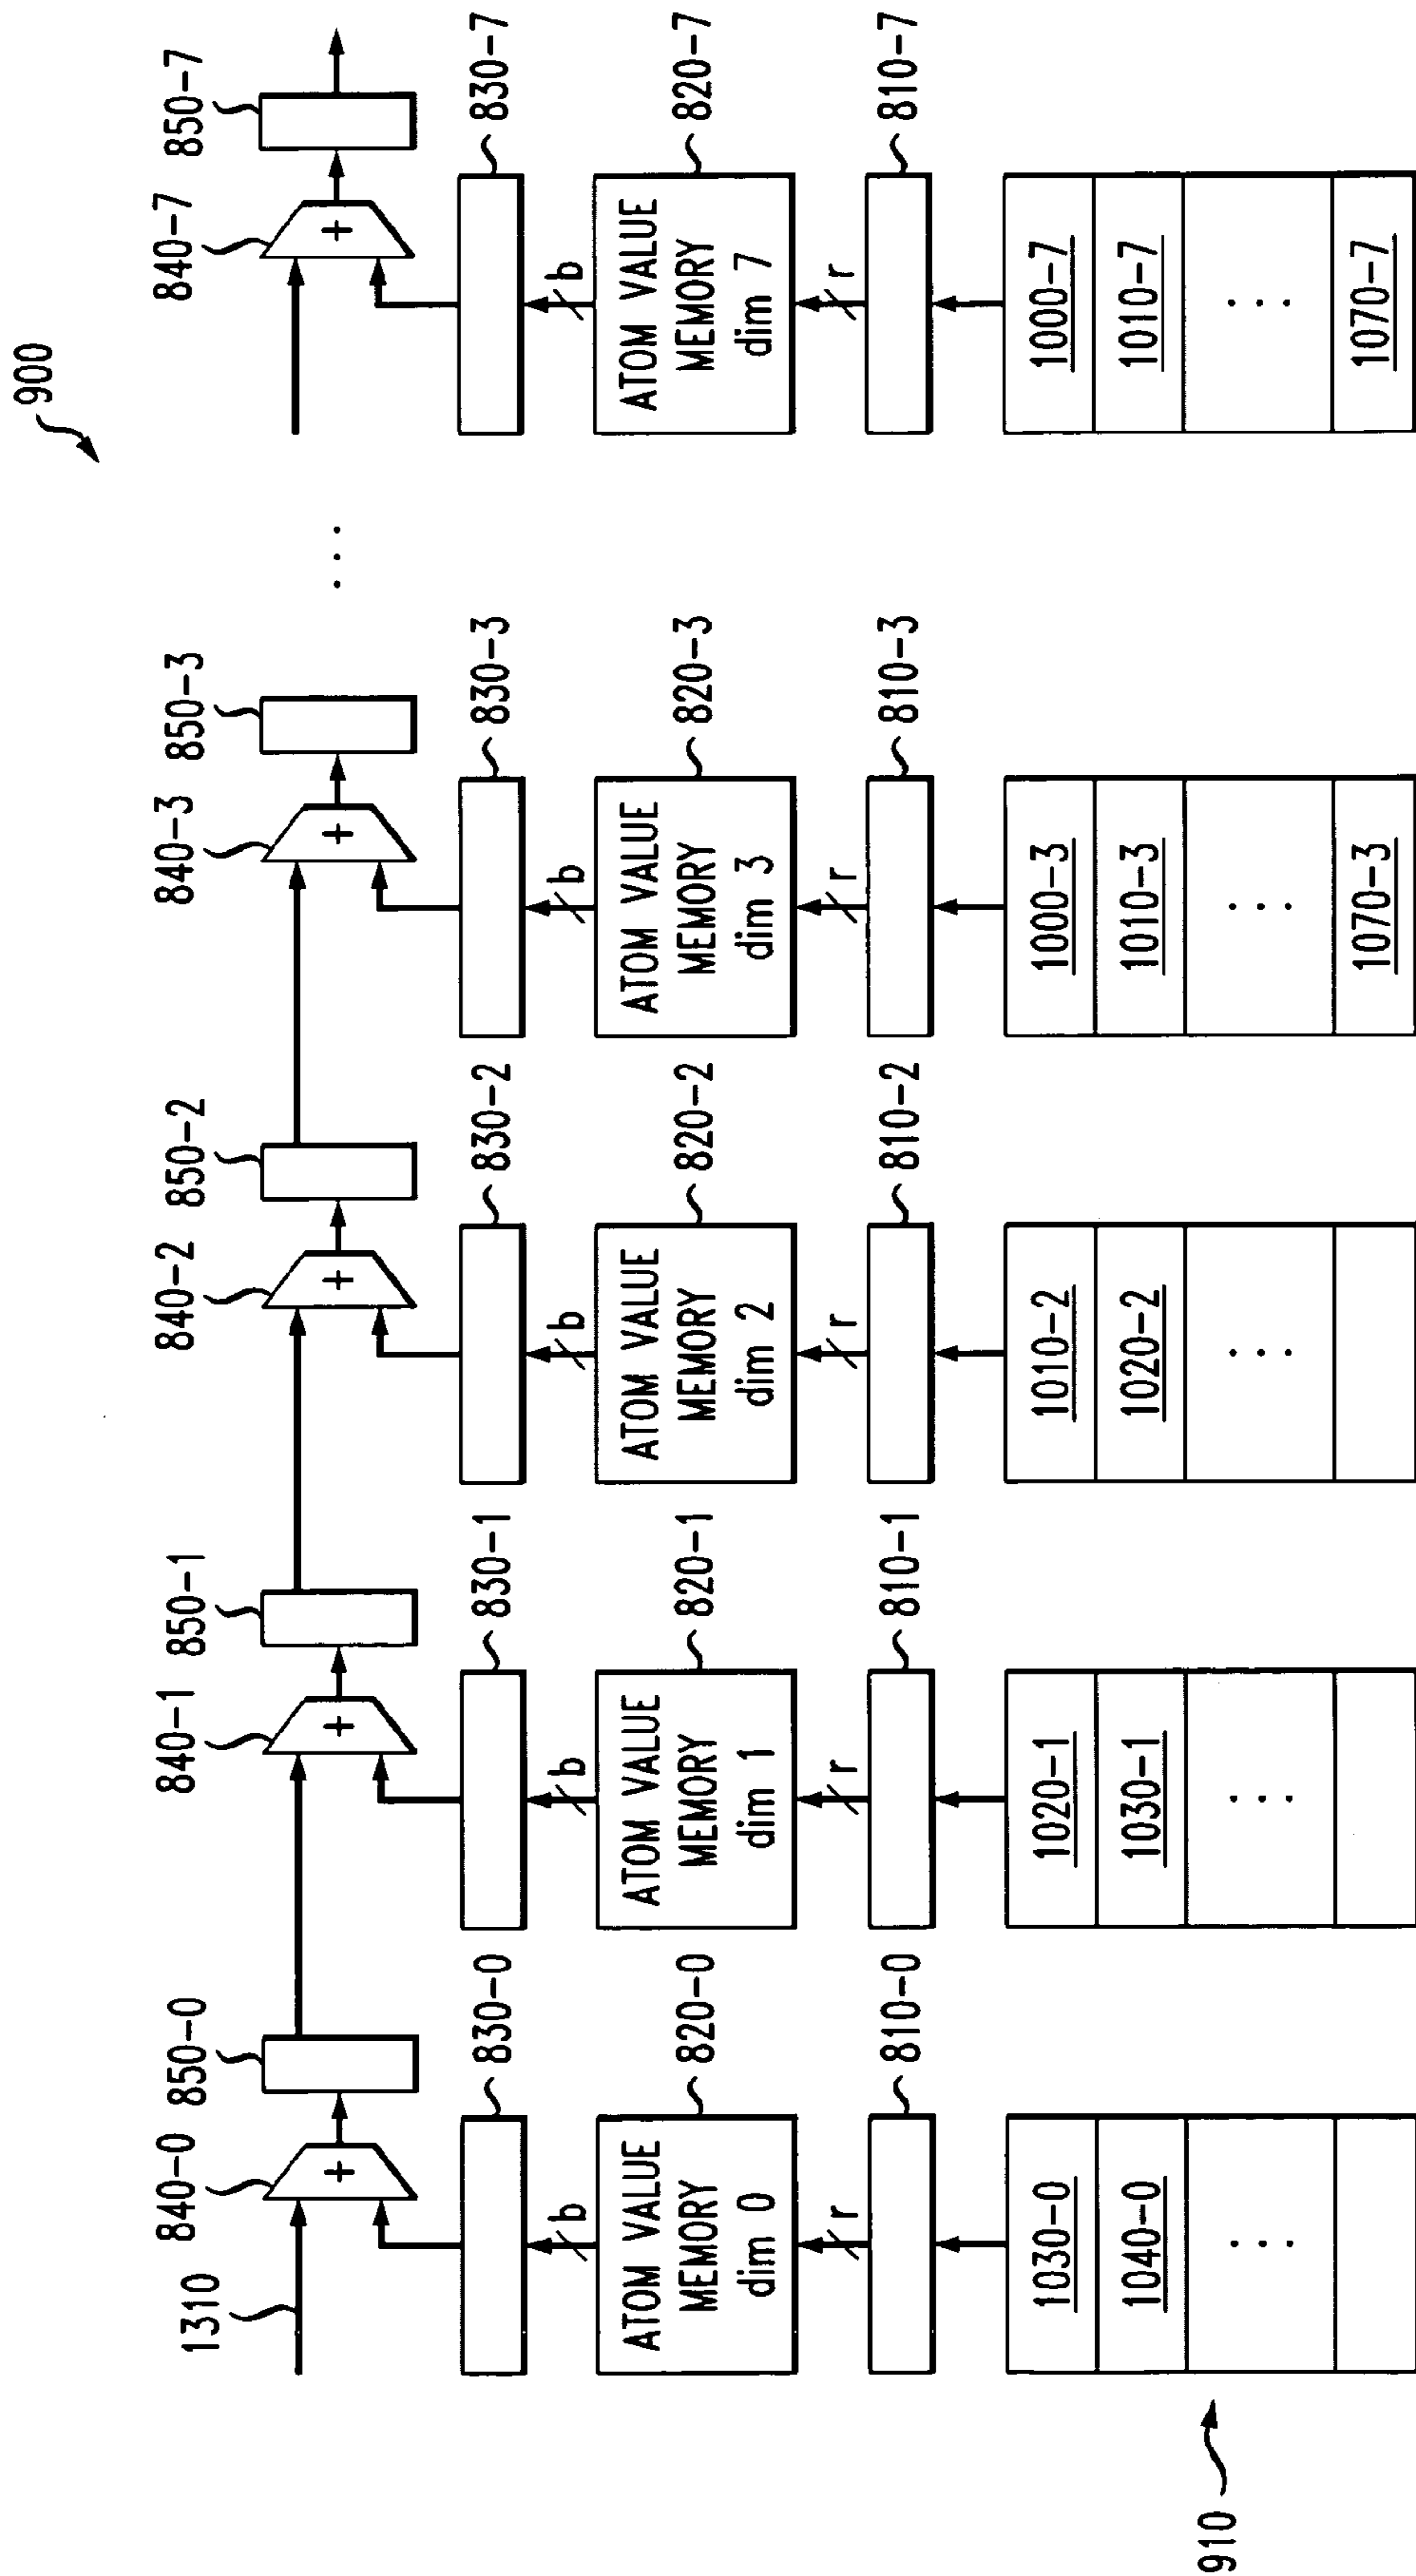 900
1310
840-0
850-0
840-1
850-1
840-2
850-2
840-3
850-3
840-7
850-7
+
+
+
+
+
...
830-0
830-1
830-2
830-3
830-7
b
b
b
b
b
ATOM VALUE
MEMORY
dim 0
820-0
ATOM VALUE
MEMORY
dim 1
820-1
ATOM VALUE
MEMORY
dim 2
820-2
ATOM VALUE
MEMORY
dim 3
820-3
ATOM VALUE
MEMORY
dim 7
820-7
r
r
r
r
r
810-0
810-1
810-2
810-3
810-7
910
1030-0
1040-0
...
1020-1
1030-1
...
1010-2
1020-2
...
1000-3
1010-3
...
1070-3
1000-7
1010-7
...
1070-7